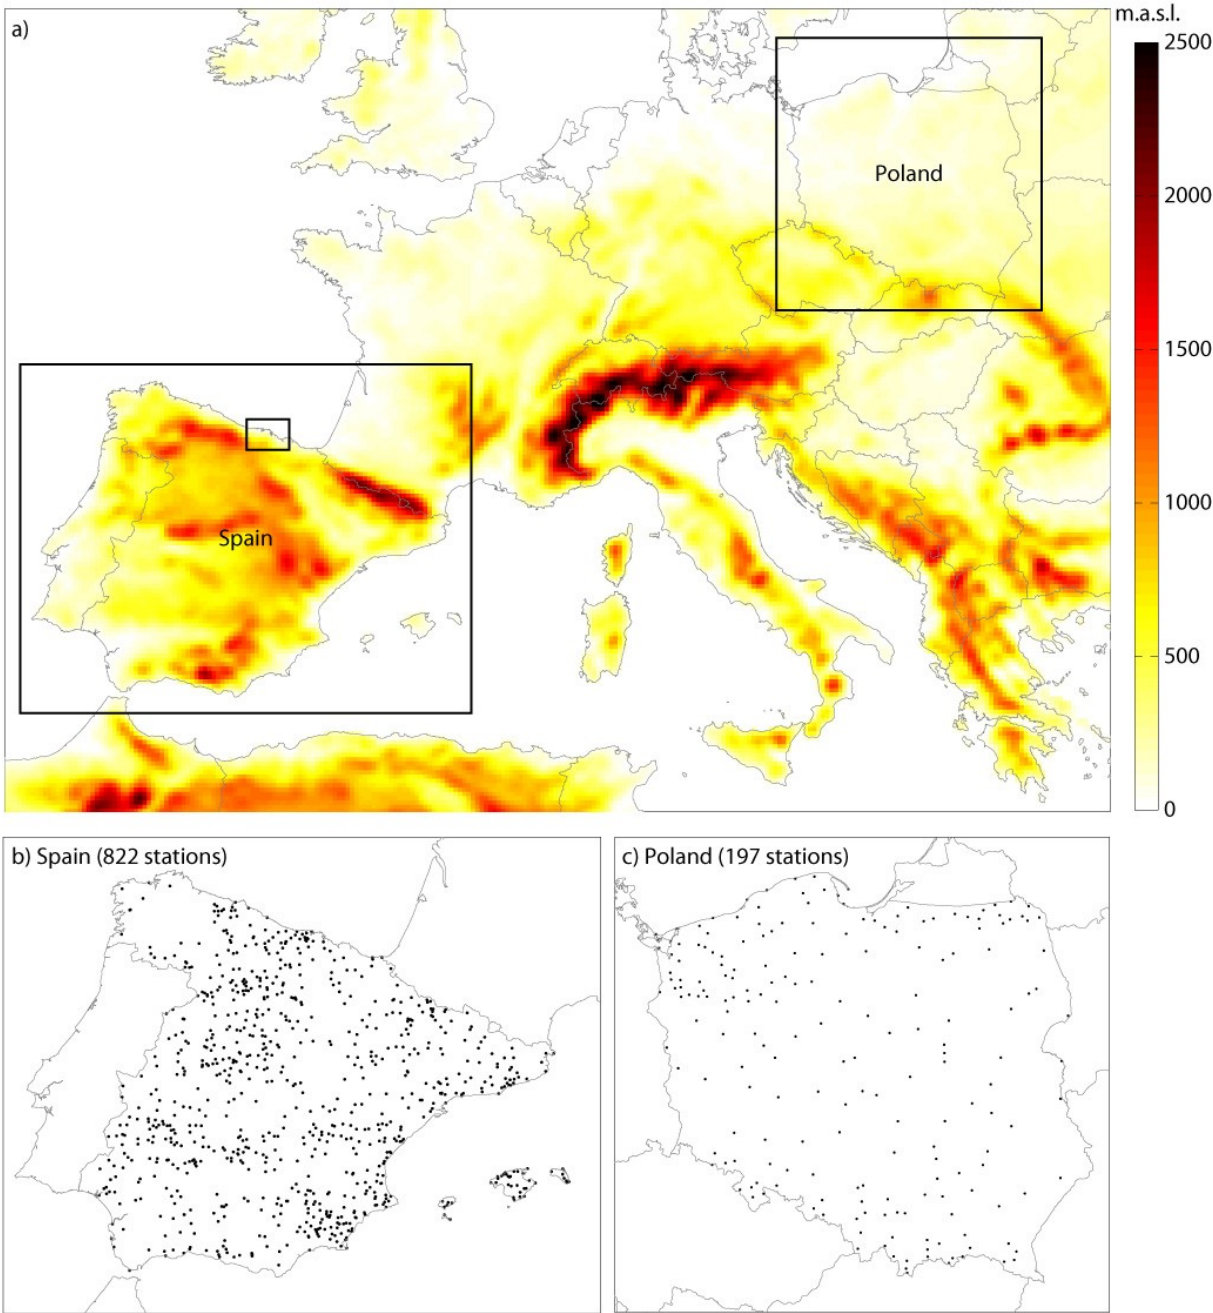 a)
m.a.s.l.
2500
2000
1500
1000
500
0
Poland
Spain
b) Spain (822 stations)
c) Poland (197 stations)